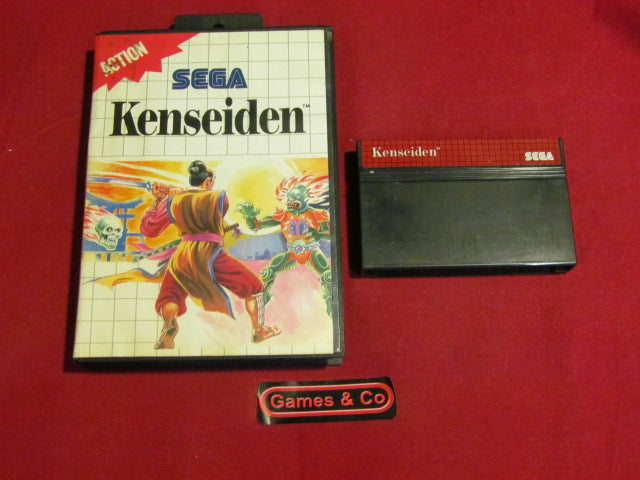 ACTION
SEGA
Kenseiden™
Kenseiden™
SEGA
Games & Co